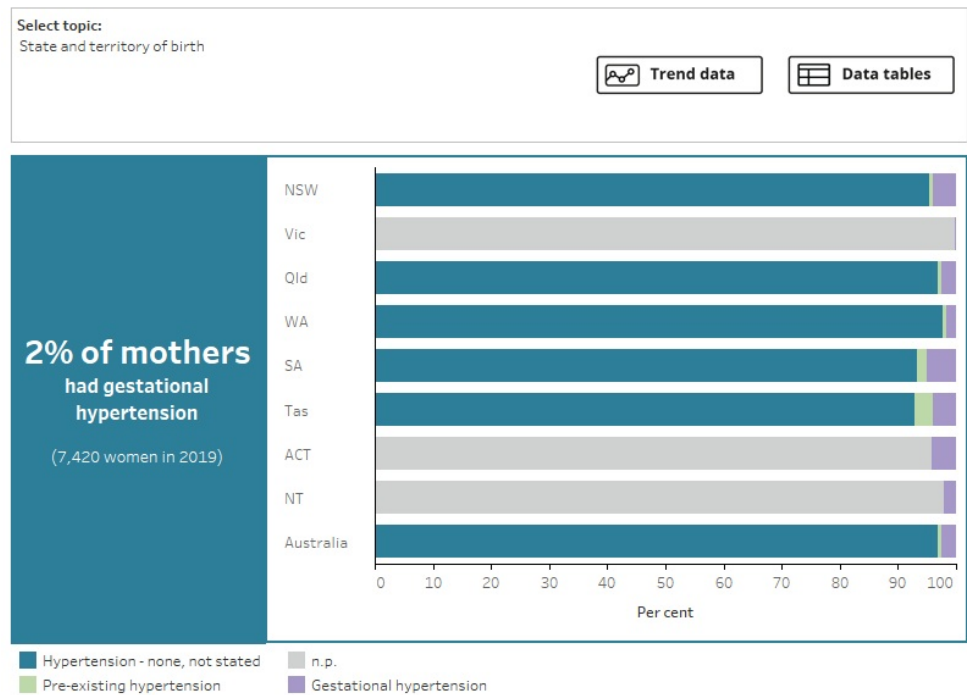 Select topic:
State and territory of birth
Trend data
Data tables
2% of mothers
had gestational
hypertension
(7,420 women in 2019)
NSW
Vic
Qld
WA
SA
Tas
ACT
NT
Australia
0 10 20 30 40 50 60 70 80 90 100
Per cent
Hypertension - none, not stated
n.p.
Pre-existing hypertension
Gestational hypertension